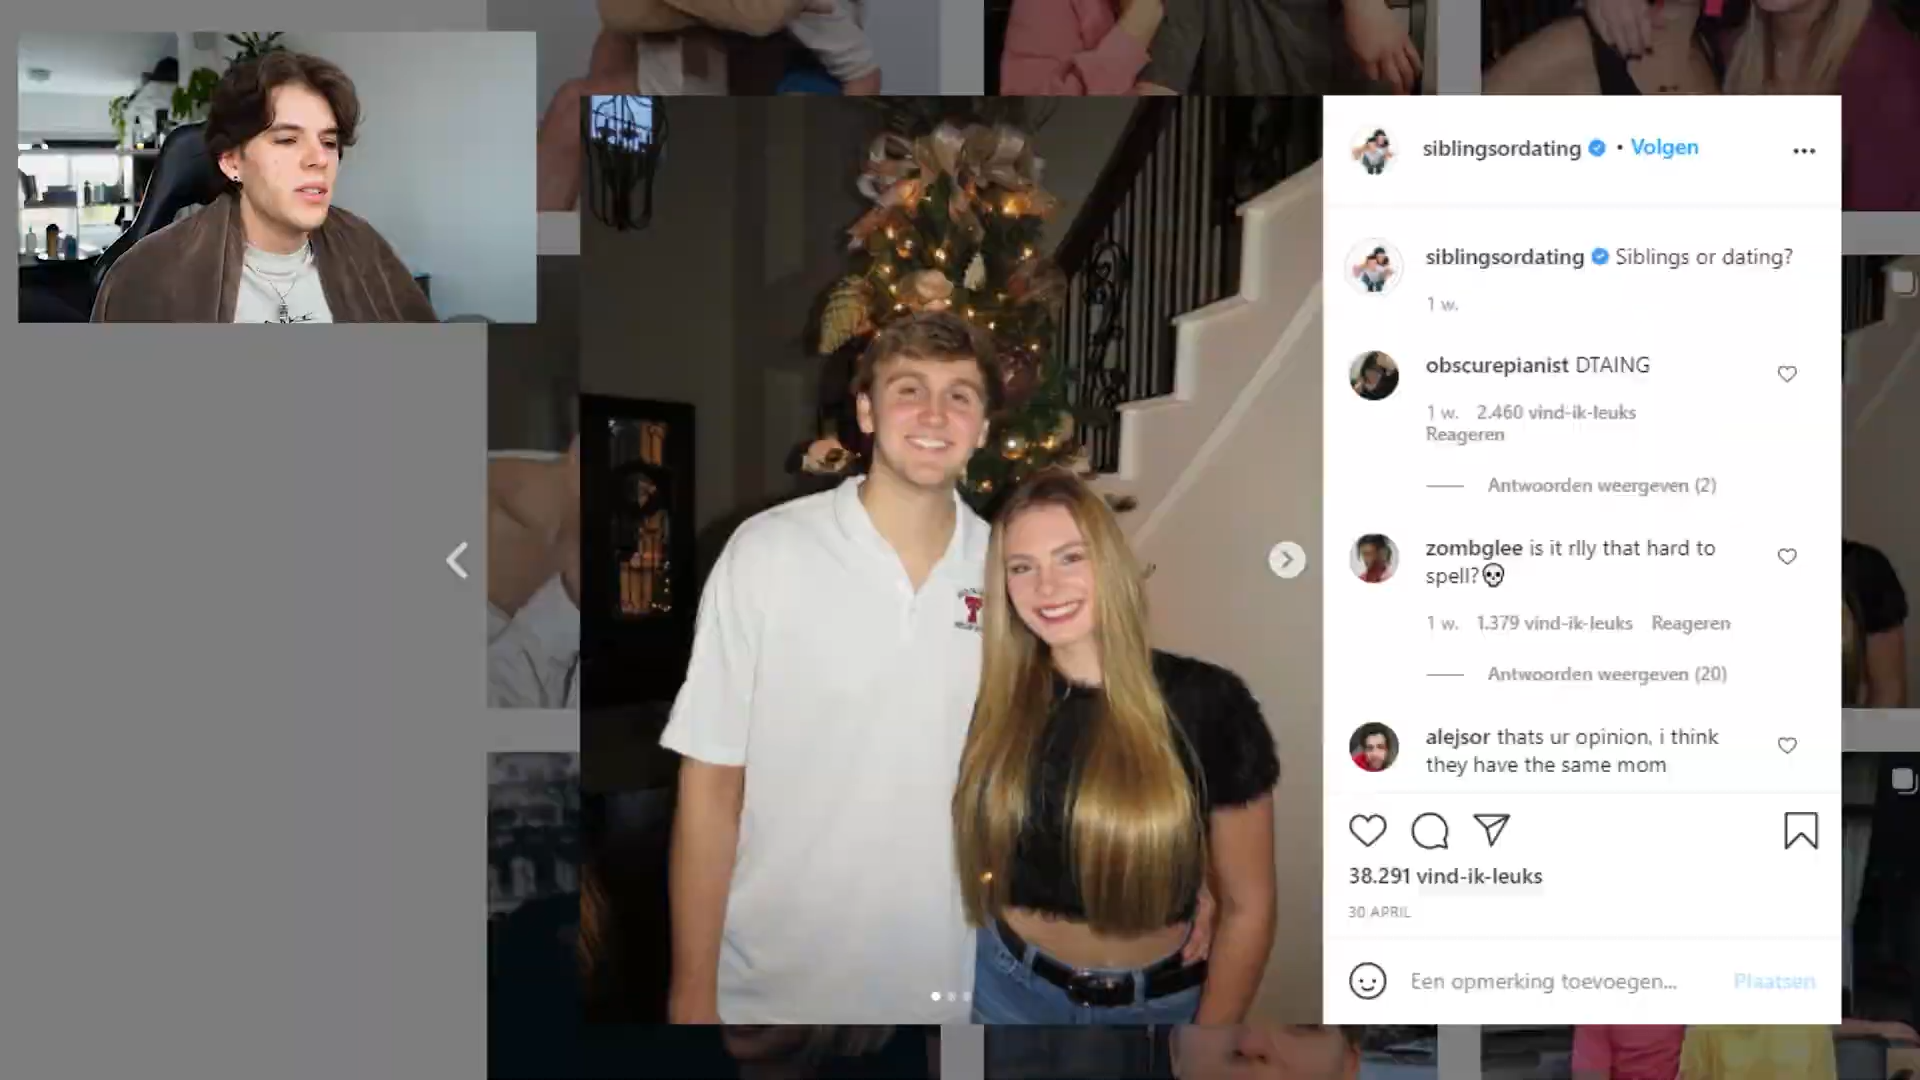 siblingsordating • Volgen
siblingsordating Siblings or dating?
1 w.
obscurepianist DTAING
1 w. 2.460 vind-ik-leuks
Reageren
Antwoorden weergeven (2)
zombglee is it rlly that hard to
spell?💀
1 w. 1.379 vind-ik-leuks Reageren
Antwoorden weergeven (20)
alejsor thats ur opinion, i think
they have the same mom
38.291 vind-ik-leuks
30 APRIL
Een opmerking toevoegen... Plaatsen